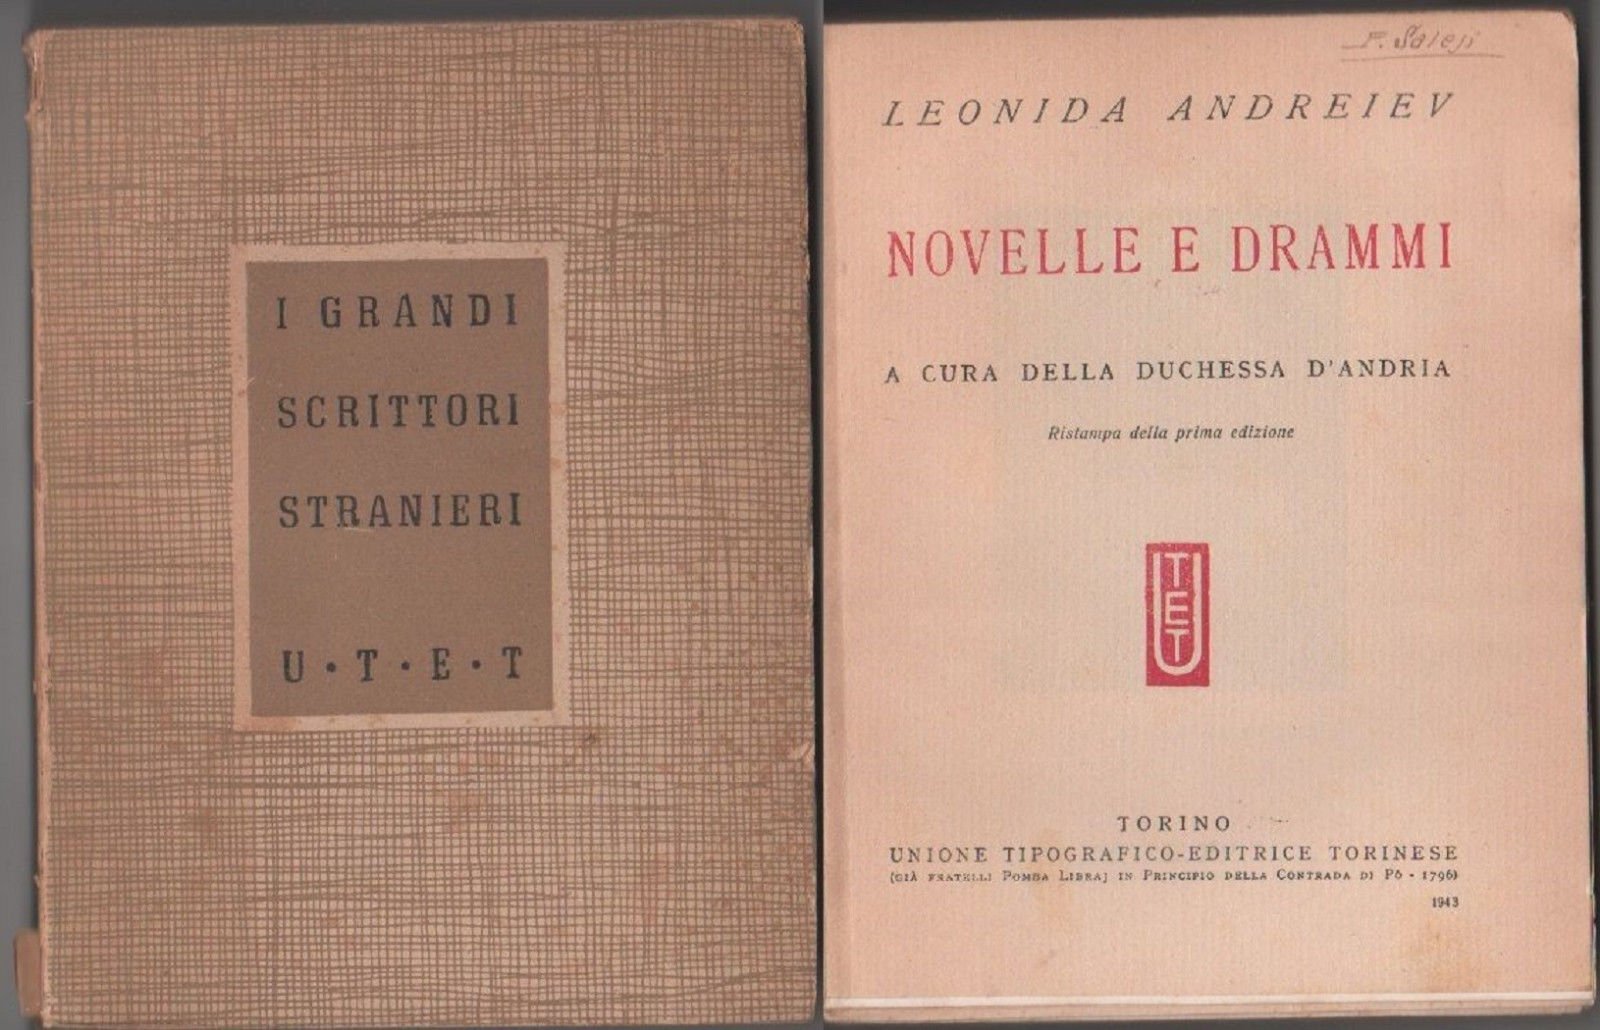 I GRANDI
SCRITTORI
STRANIERI
U · T · E · T
LEONIDA ANDREIEV
NOVELLE E DRAMMI
A CURA DELLA DUCHESSA D'ANDRIA
Ristampa della prima edizione
UTET
TORINO
UNIONE TIPOGRAFICO-EDITRICE TORINESE
(GIÀ FRATELLI POMBA LIBRAJ IN PRINCIPIO DELLA CONTRADA DI PÒ - 1796)
1943